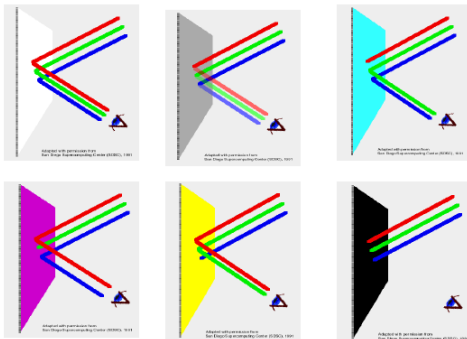 Adapted with permission from
San Diego Supercomputing Center (SDSC), 1991
Adapted with permission from
San Diego Supercomputing Center (SDSC), 1991
Adapted with permission from
San Diego Supercomputing Center (SDSC), 1991
Adapted with permission from
San Diego Supercomputing Center (SDSC), 1991
Adapted with permission from
San Diego Supercomputing Center (SDSC), 1991
Adapted with permission from
San Diego Supercomputing Center (SDSC),